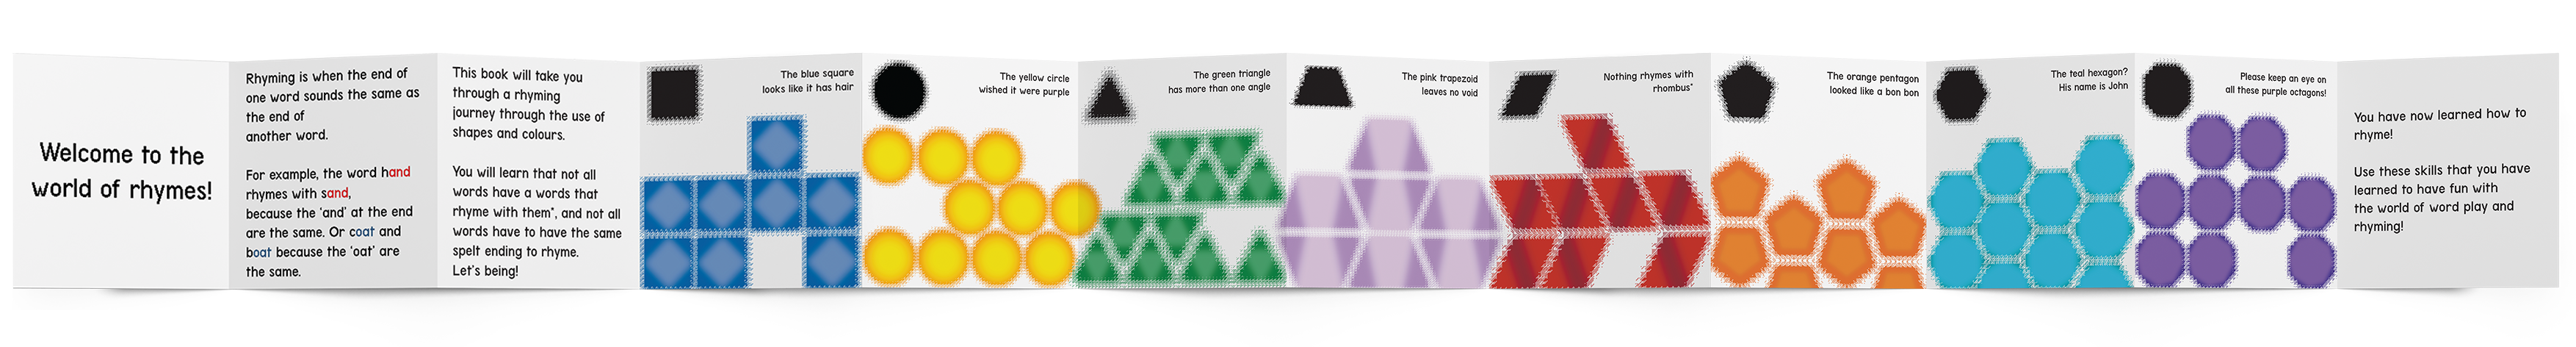 Welcome to the
world of rhymes!
Rhyming is when the end of
one word sounds the same as
the end of
another word.
For example, the word hand
rhymes with sand,
because the 'and' at the end
are the same. Or coat and
boat because the 'oat' are
the same.
This book will take you
through a rhyming
journey through the use of
shapes and colours.
You will learn that not all
words have a words that
rhyme with them*, and not all
words have to have the same
spelt ending to rhyme.
Let's being!
The blue square
looks like it has hair
The yellow circle
wished it were purple
The green triangle
has more than one angle
The pink trapezoid
leaves no void
Nothing rhymes with
rhombus*
The orange pentagon
looked like a bon bon
The teal hexagon?
His name is John
Please keep an eye on
all these purple octagons!
You have now learned how to
rhyme!
Use these skills that you have
learned to have fun with
the world of word play and
rhyming!